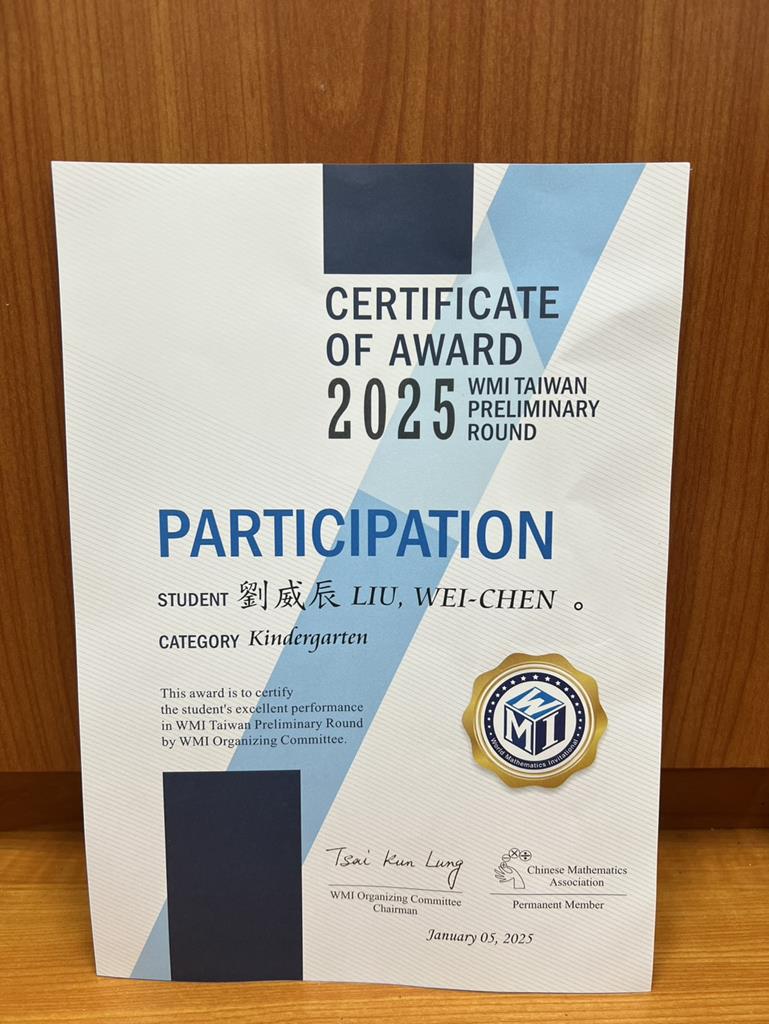 CERTIFICATE
OF AWARD
2025 WMI TAIWAN
PRELIMINARY
ROUND
PARTICIPATION
STUDENT 劉威辰 LIU, WEI-CHEN 。
CATEGORY Kindergarten
This award is to certify
the student's excellent performance
in WMI Taiwan Preliminary Round
by WMI Organizing Committee.
WMI
World Mathematics Invitational
Tsai Kun Lung
WMI Organizing Committee
Chairman
Chinese Mathematics
Association
Permanent Member
January 05, 2025